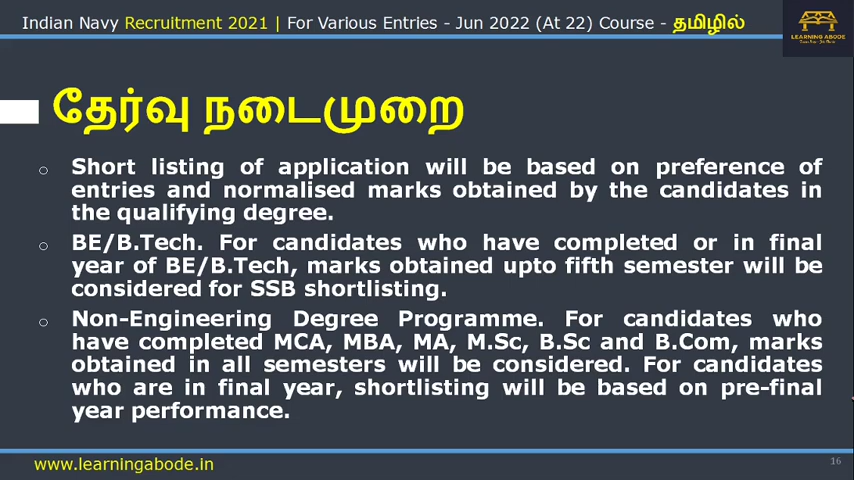 Indian Navy Recruitment 2021 | For Various Entries - Jun 2022 (At 22) Course - தமிழில்
LEARNING ABODE
தேர்வு நடைமுறை
o Short listing of application will be based on preference of
entries and normalised marks obtained by the candidates in
the qualifying degree.
o BE/B.Tech. For candidates who have completed or in final
year of BE/B.Tech, marks obtained upto fifth semester will be
considered for SSB shortlisting.
o Non-Engineering Degree Programme. For candidates who
have completed MCA, MBA, MA, M.Sc, B.Sc and B.Com, marks
obtained in all semesters will be considered. For candidates
who are in final year, shortlisting will be based on pre-final
year performance.
www.learningabode.in
16